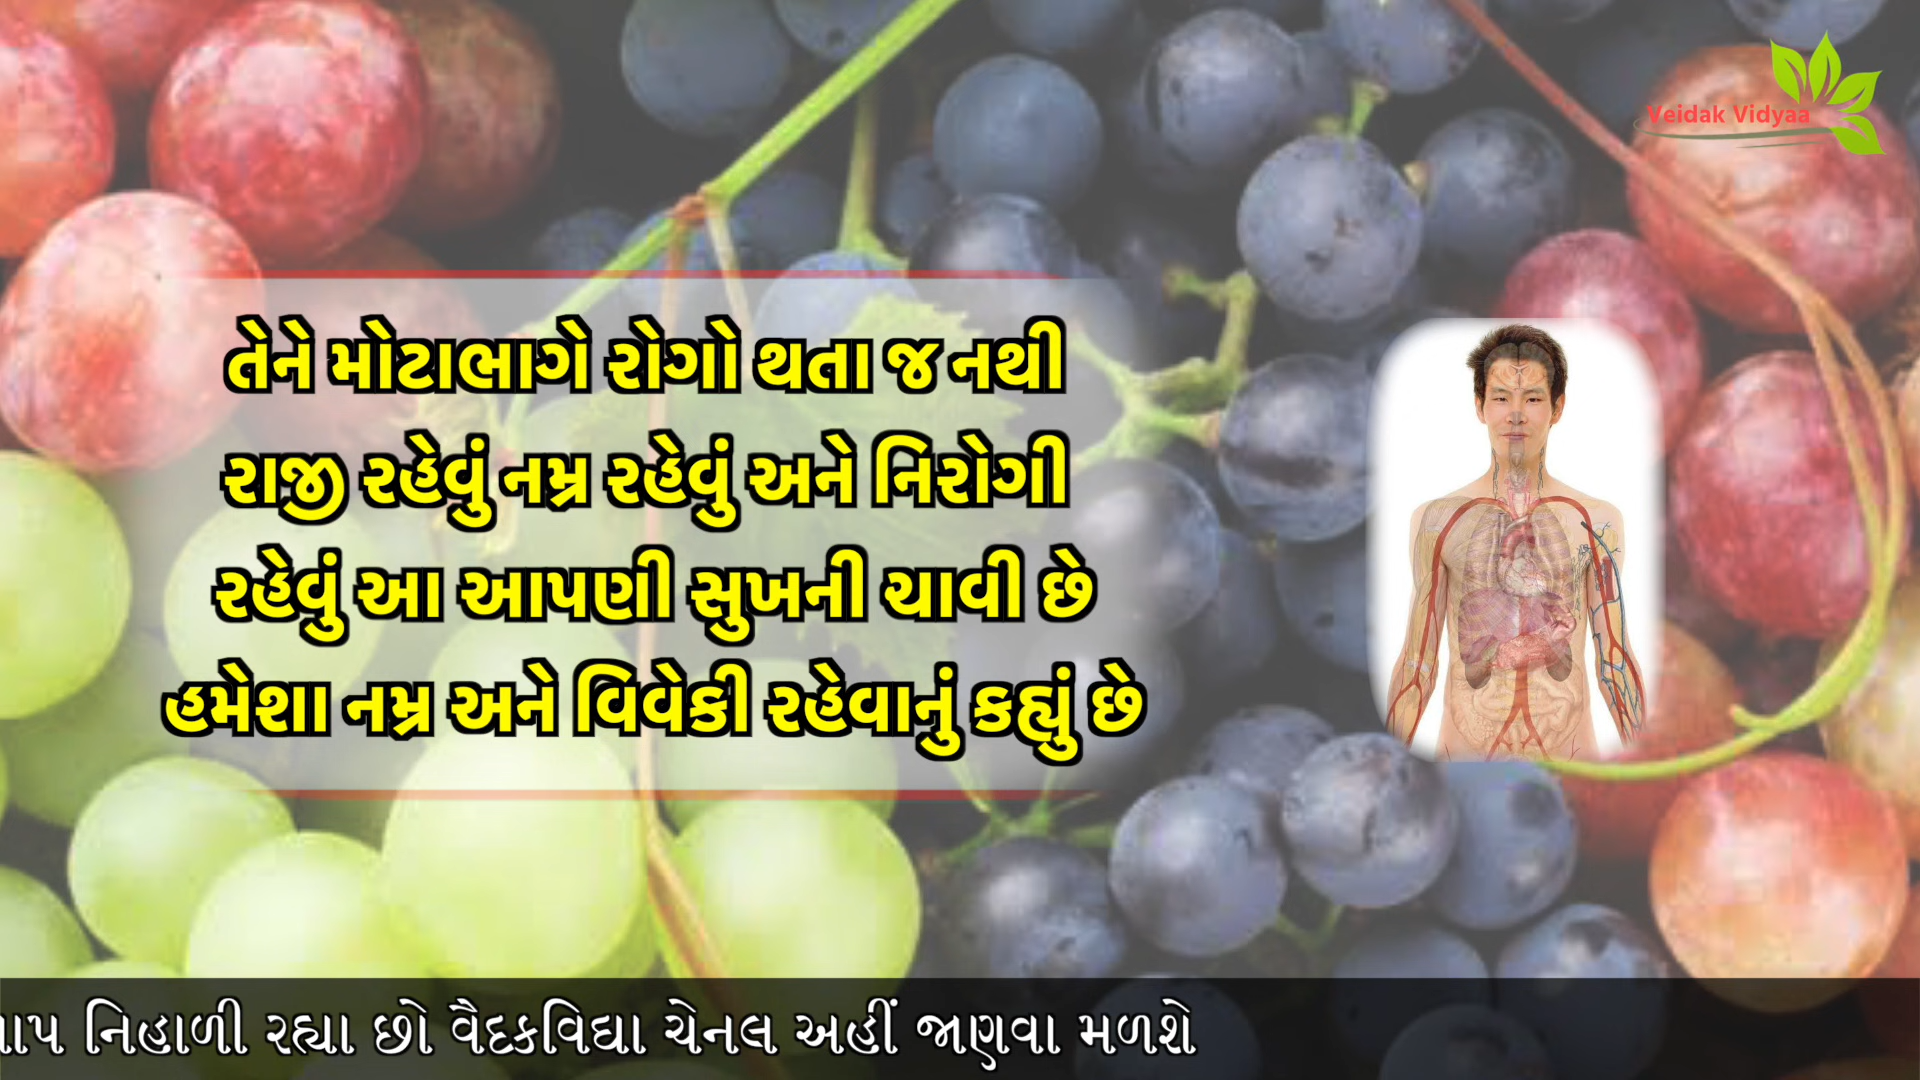 Veidak Vidyaa
તેને મોટાભાગે રોગો થતા જ નથી
રાજી રહેવું નમ્ર રહેવું અને નિરોગી
રહેવું આ આપણી સુખની ચાવી છે
હમેશા નમ્ર અને વિવેકી રહેવાનું કહ્યું છે
નિહાળી રહ્યા છો વૈદકવિદ્યા ચેનલ અહીં જાણવા મળશે